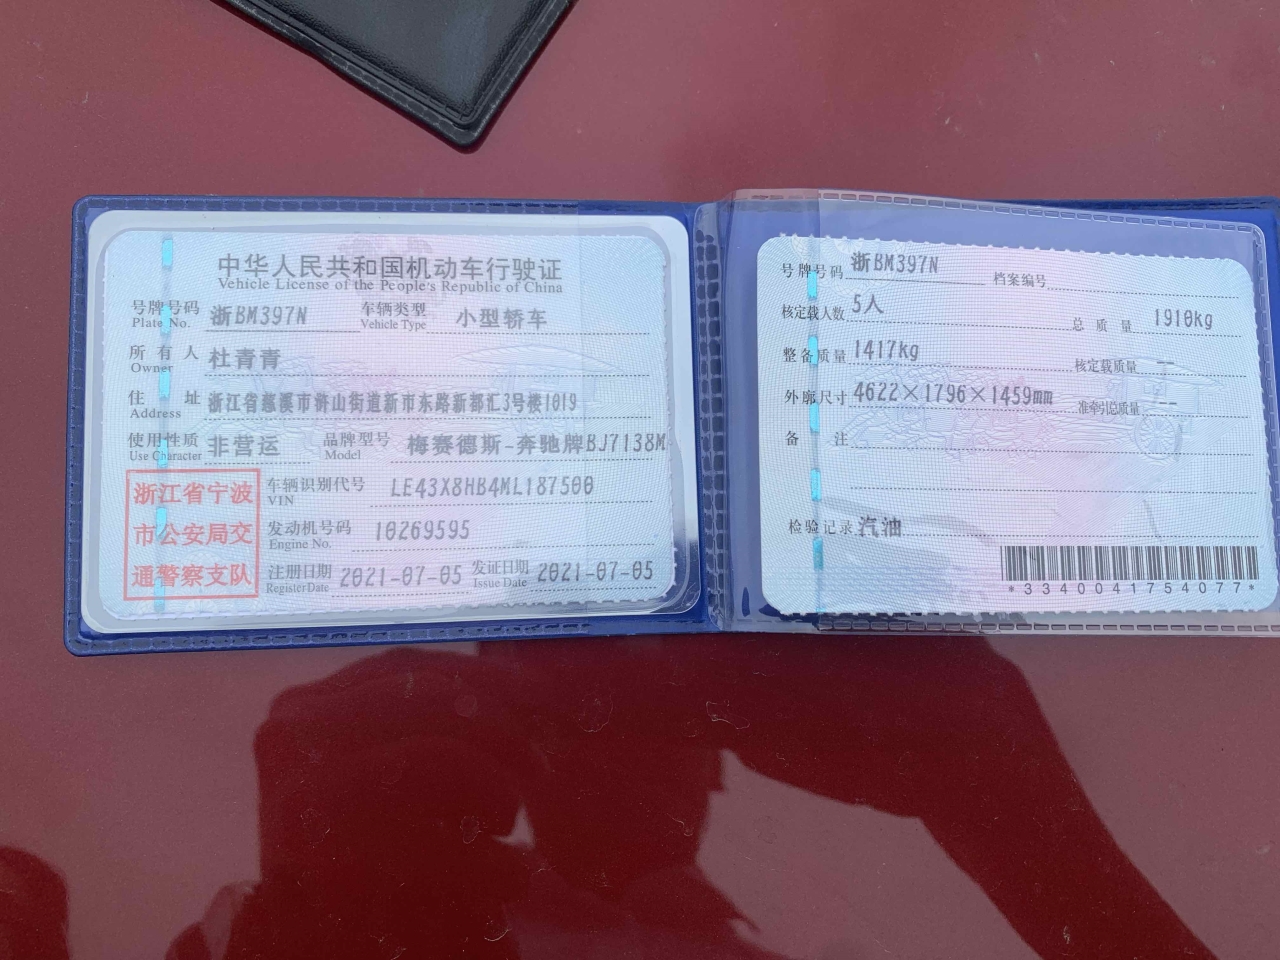 中华人民共和国机动车行驶证
Vehicle License of the People's Republic of China
号牌号码 浙BM397N 车辆类型 小型轿车
Plate No. Vehicle Type
所有人 杜青青
Owner
住址 浙江省慈溪市浒山街道新市东路新都汇3号楼1019
Address
使用性质 非营运 品牌型号 梅赛德斯-奔驰牌BJ7138M
Use Character Model
浙江省宁波
市公安局交
通警察支队
车辆识别代号 LE43X8HB4ML187500
VIN
发动机号码 10269595
Engine No.
注册日期 2021-07-05 发证日期 2021-07-05
Register Date Issue Date
号牌号码 浙BM397N 档案编号
核定载人数 5人 总质量 1910kg
整备质量 1417kg 核定载质量 --
外廓尺寸 4622×1796×1459mm 准牵引总质量 --
备注
检验记录 汽油
*3340041754077*